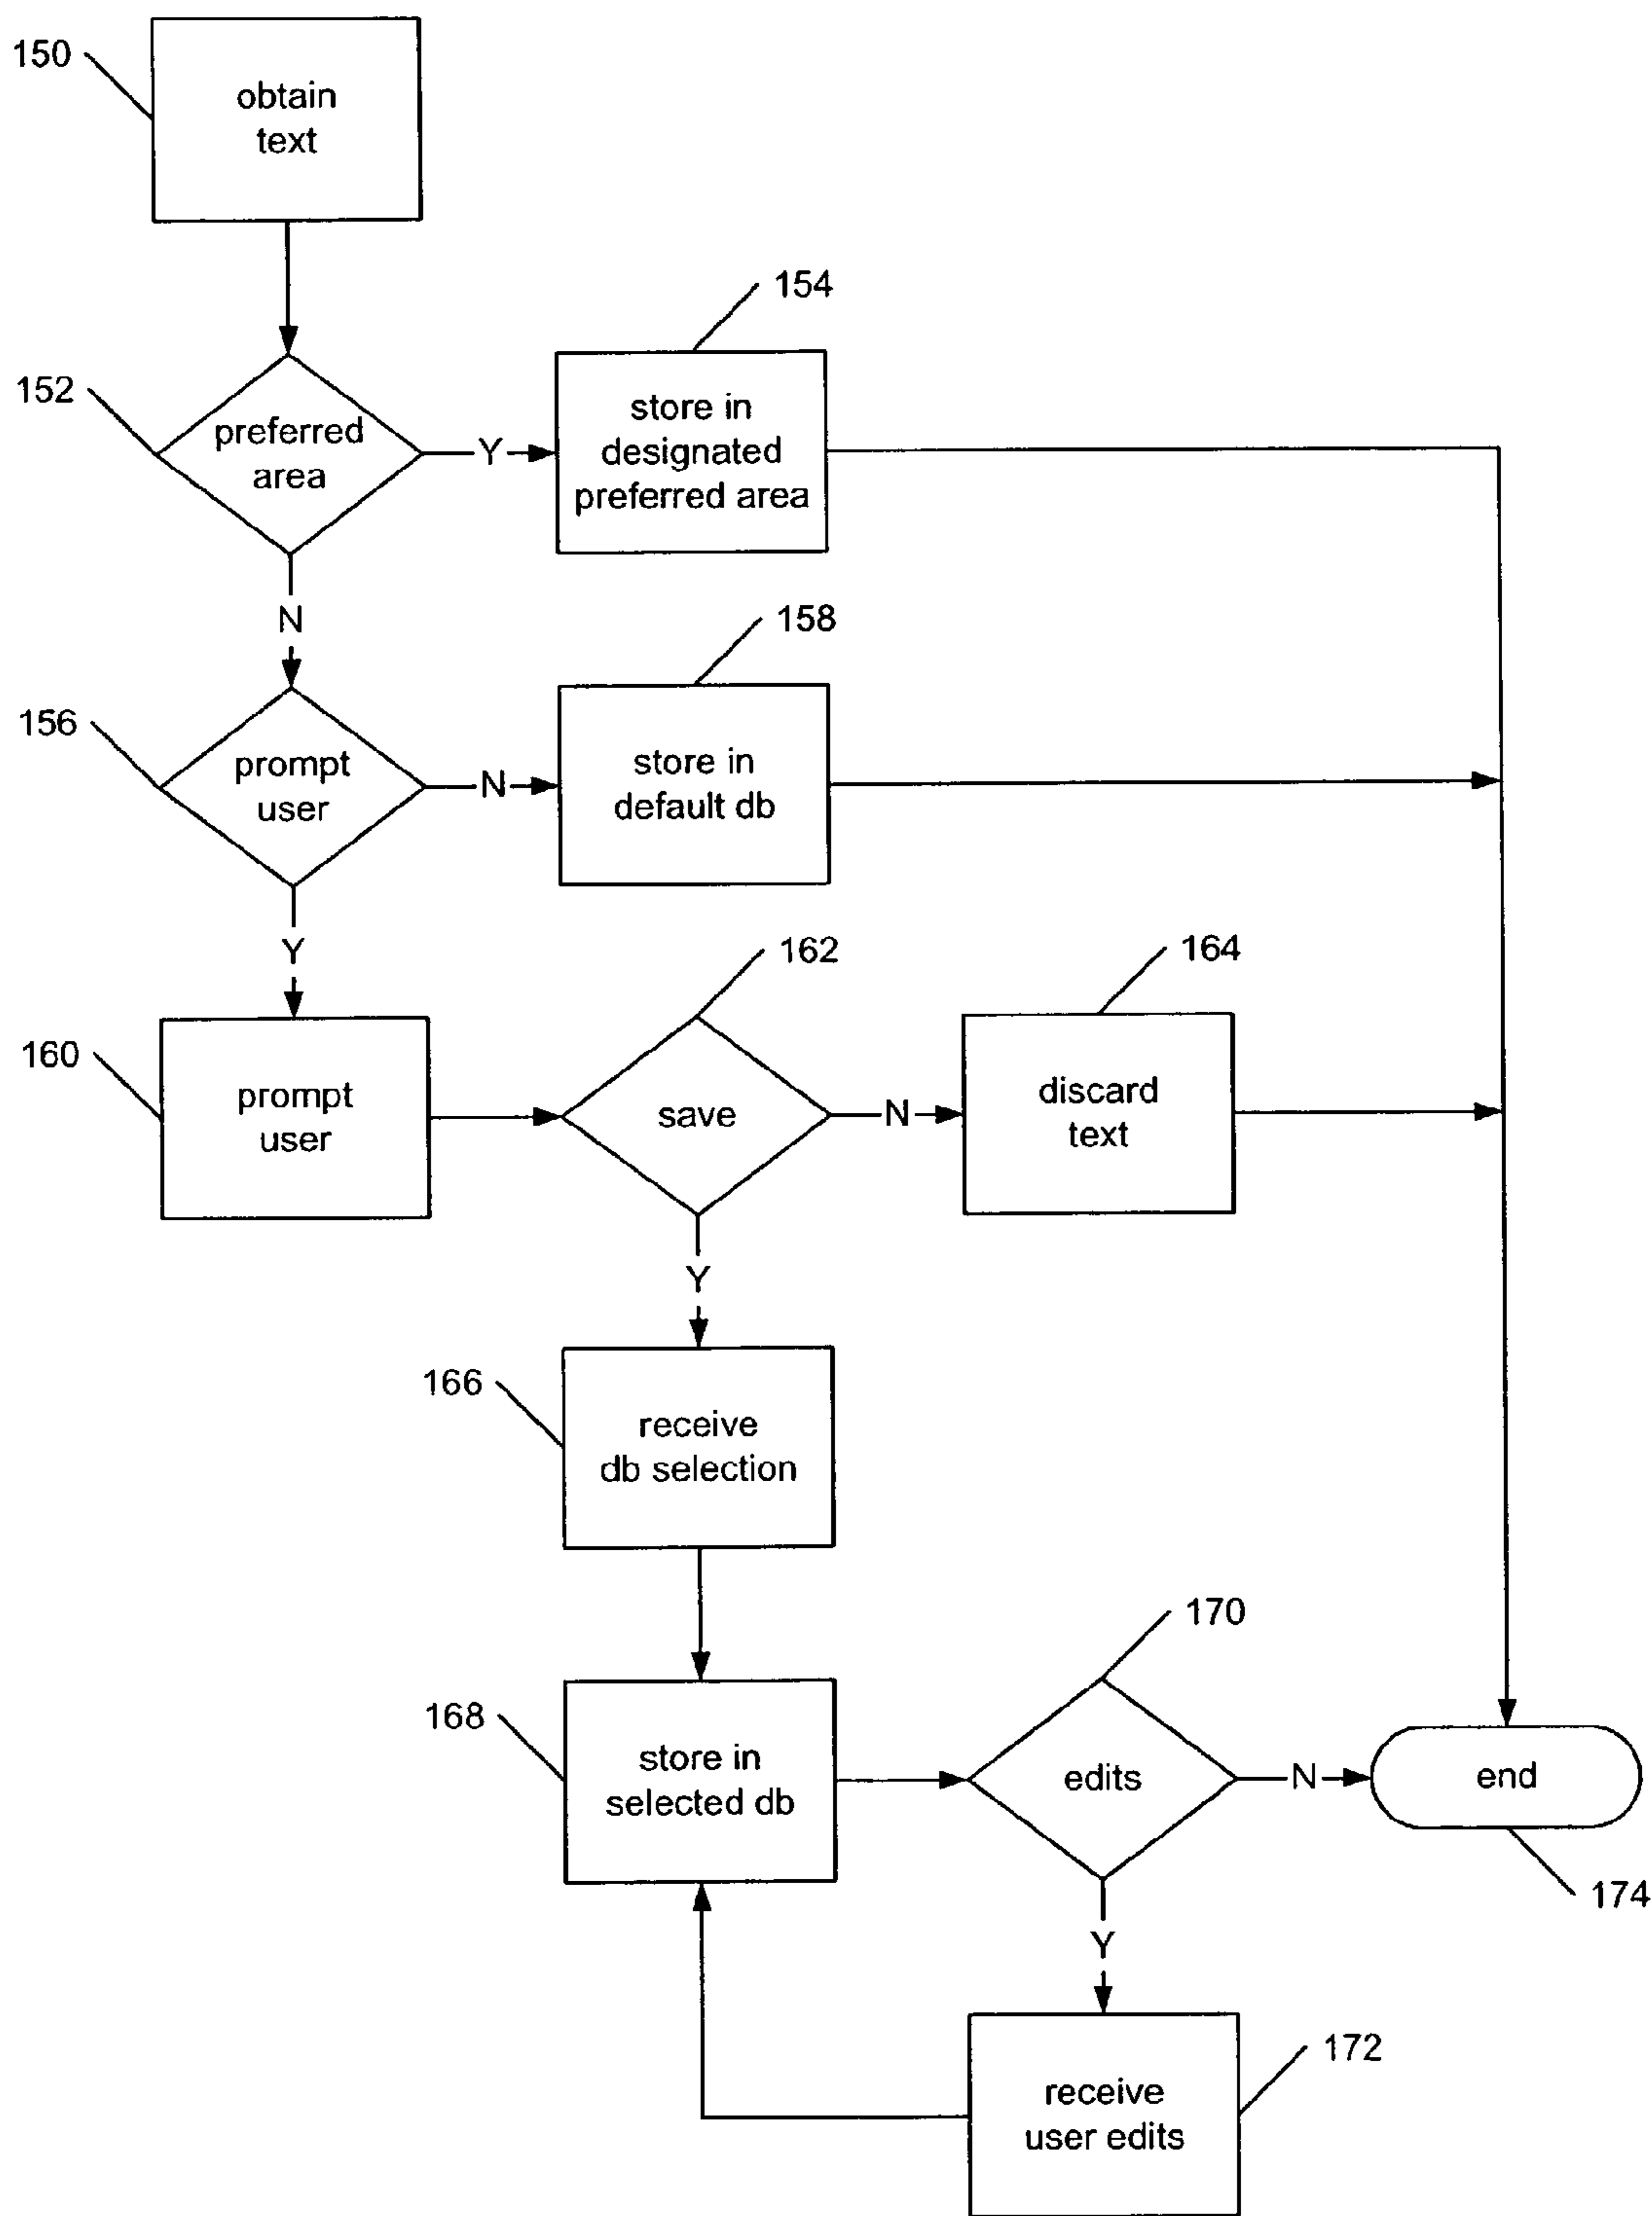 150
obtain
text
154
152
preferred
area
Y
store in
designated
preferred area
N
158
156
prompt
user
N
store in
default db
Y
162
164
160
prompt
user
save
N
discard
text
Y
166
receive
db selection
170
168
store in
selected db
edits
N
end
174
Y
172
receive
user edits